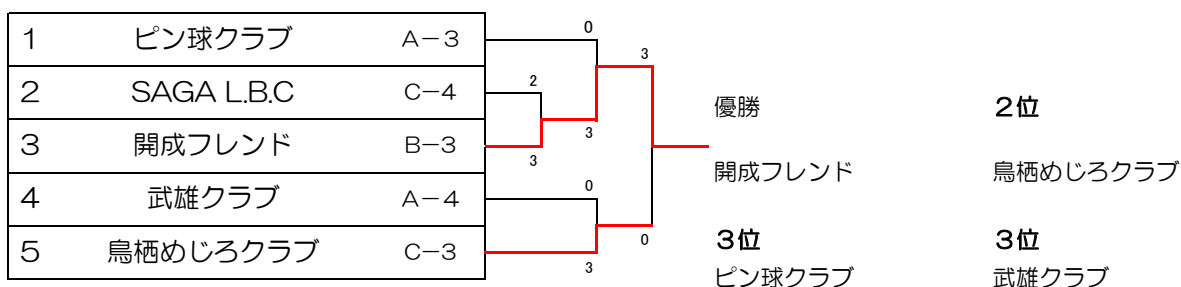 1 ピン球クラブ A-3
0
3
2 SAGA L.B.C C-4
2
優勝 2位
3 開成フレンド B-3
3
3
開成フレンド 鳥栖めじろクラブ
4 武雄クラブ A-4
0
5 鳥栖めじろクラブ C-3
3
0
3位 3位
ピン球クラブ 武雄クラブ